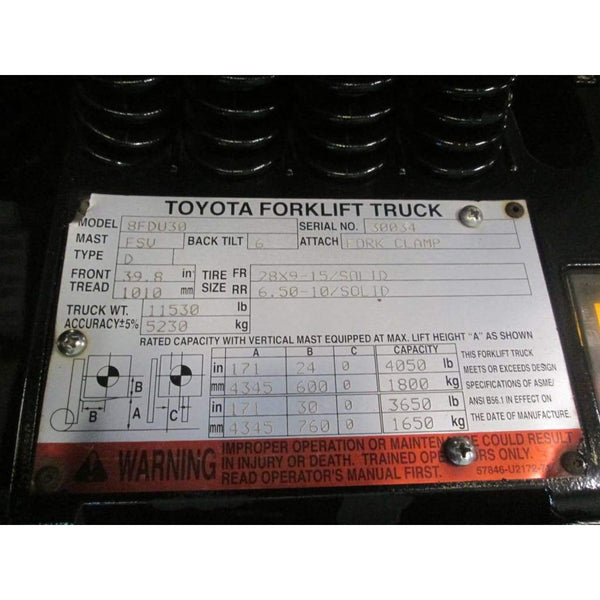 TOYOTA FORKLIFT TRUCK
MODEL 8FDU30 SERIAL NO. 30034
MAST FSV BACK TILT 6 ATTACH FORK CLAMP
TYPE D
FRONT TREAD 39.8 in 1010 mm
TIRE SIZE FR 28X9-15/SOLID
RR 6.50-10/SOLID
TRUCK WT. 11530 lb
ACCURACY±5% 5230 kg
RATED CAPACITY WITH VERTICAL MAST EQUIPPED AT MAX. LIFT HEIGHT "A" AS SHOWN
A B C CAPACITY
in 171 24 0 4050 lb
mm 4345 600 0 1800 kg
in 171 30 0 3650 lb
mm 4345 760 0 1650 kg
B
B A C
THIS FORKLIFT TRUCK
MEETS OR EXCEEDS DESIGN
SPECIFICATIONS OF ASME/
ANSI B56.1 IN EFFECT ON
THE DATE OF MANUFACTURE.
WARNING
IMPROPER OPERATION OR MAINTENANCE COULD RESULT
IN INJURY OR DEATH. TRAINED OPERATORS ONLY.
READ OPERATOR'S MANUAL FIRST.